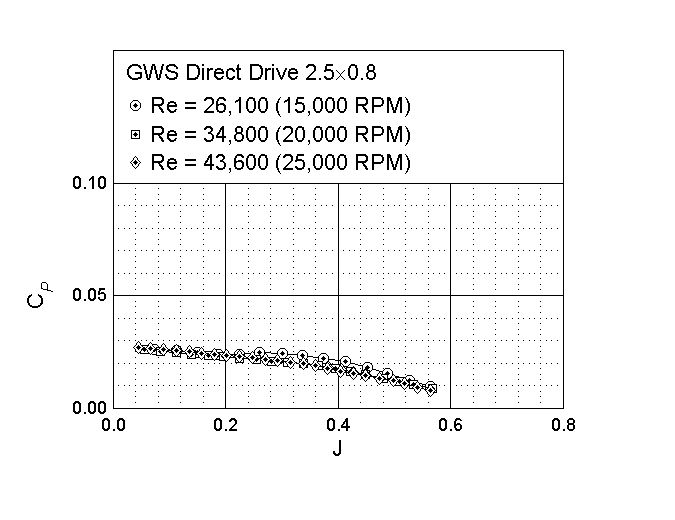 GWS Direct Drive 2.5×0.8
Re = 26,100 (15,000 RPM)
Re = 34,800 (20,000 RPM)
Re = 43,600 (25,000 RPM)
0.10
0.05
0.00
C_P
0.0 0.2 0.4 0.6 0.8
J